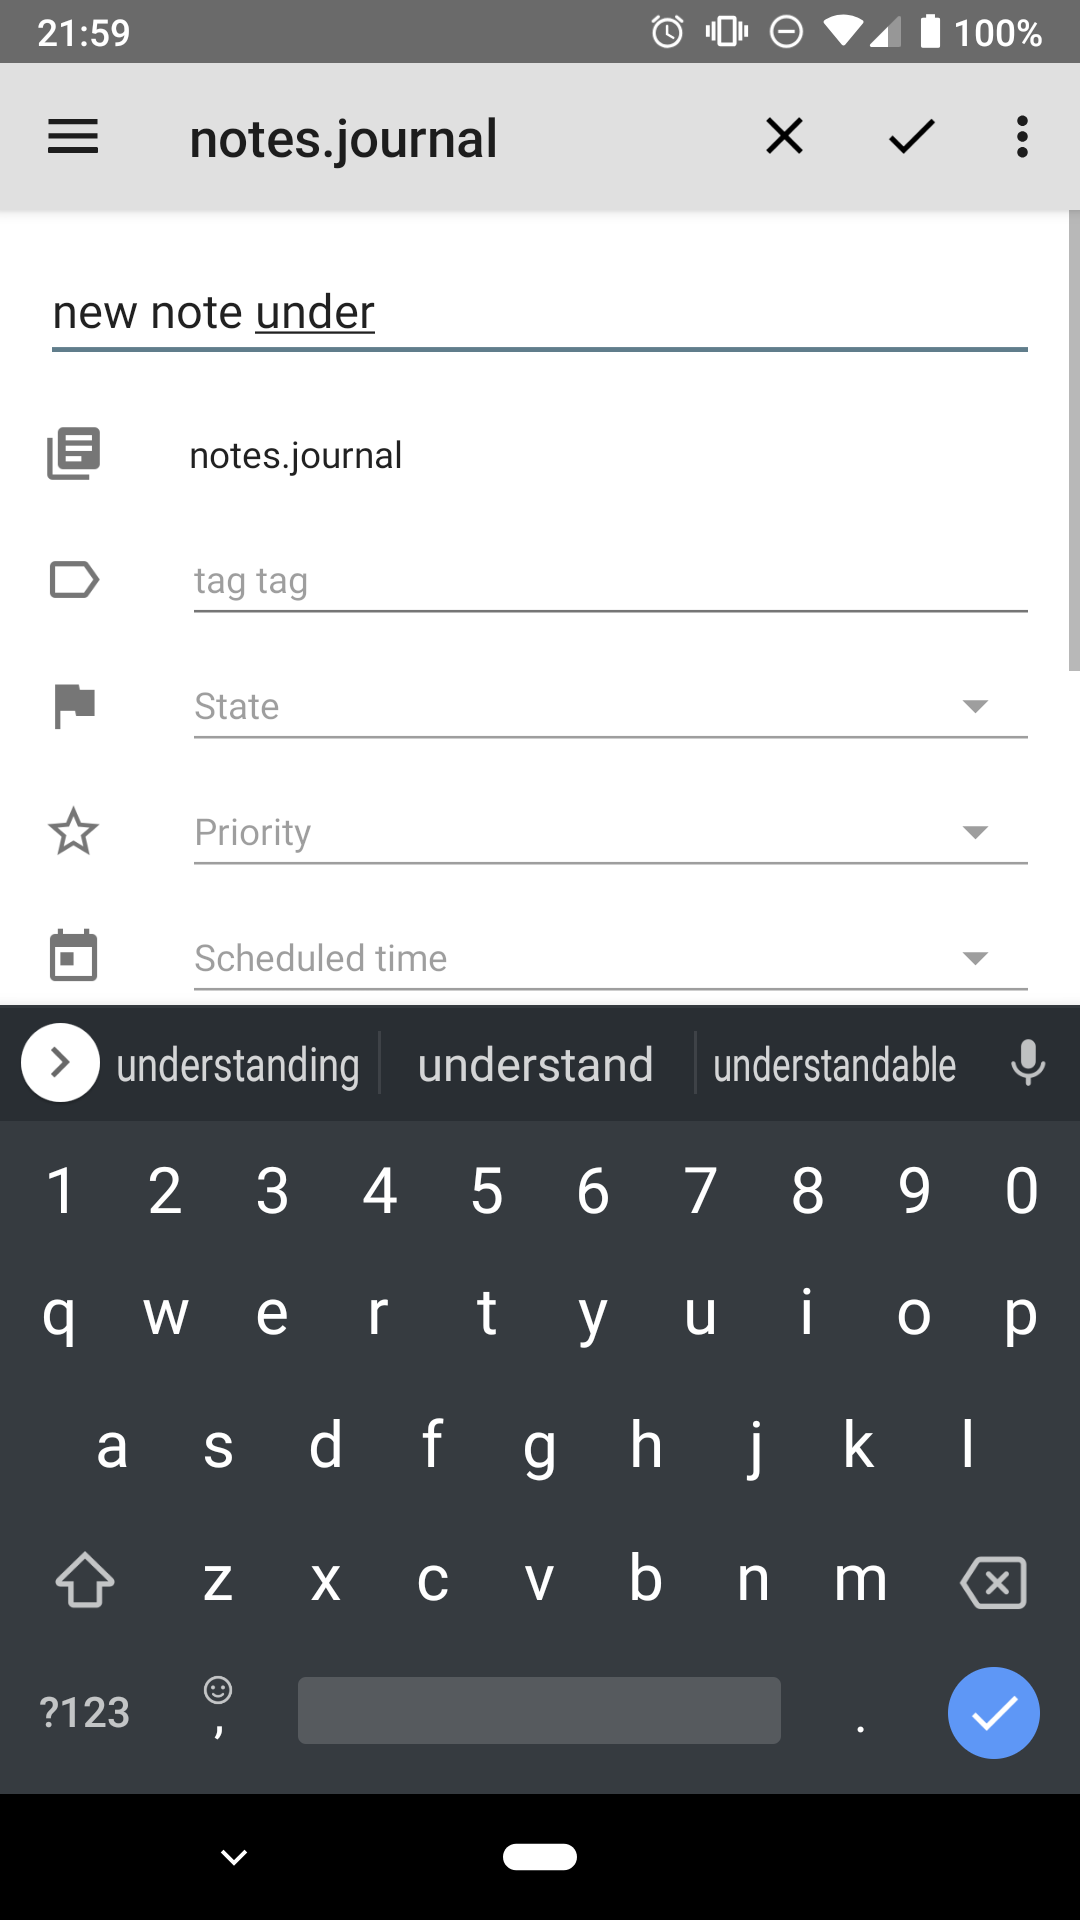 21:59 100%
notes.journal
new note under
notes.journal
tag tag
State
Priority
Scheduled time
understanding understand understandable
1 2 3 4 5 6 7 8 9 0
q w e r t y u i o p
a s d f g h j k l
z x c v b n m
?123 , .